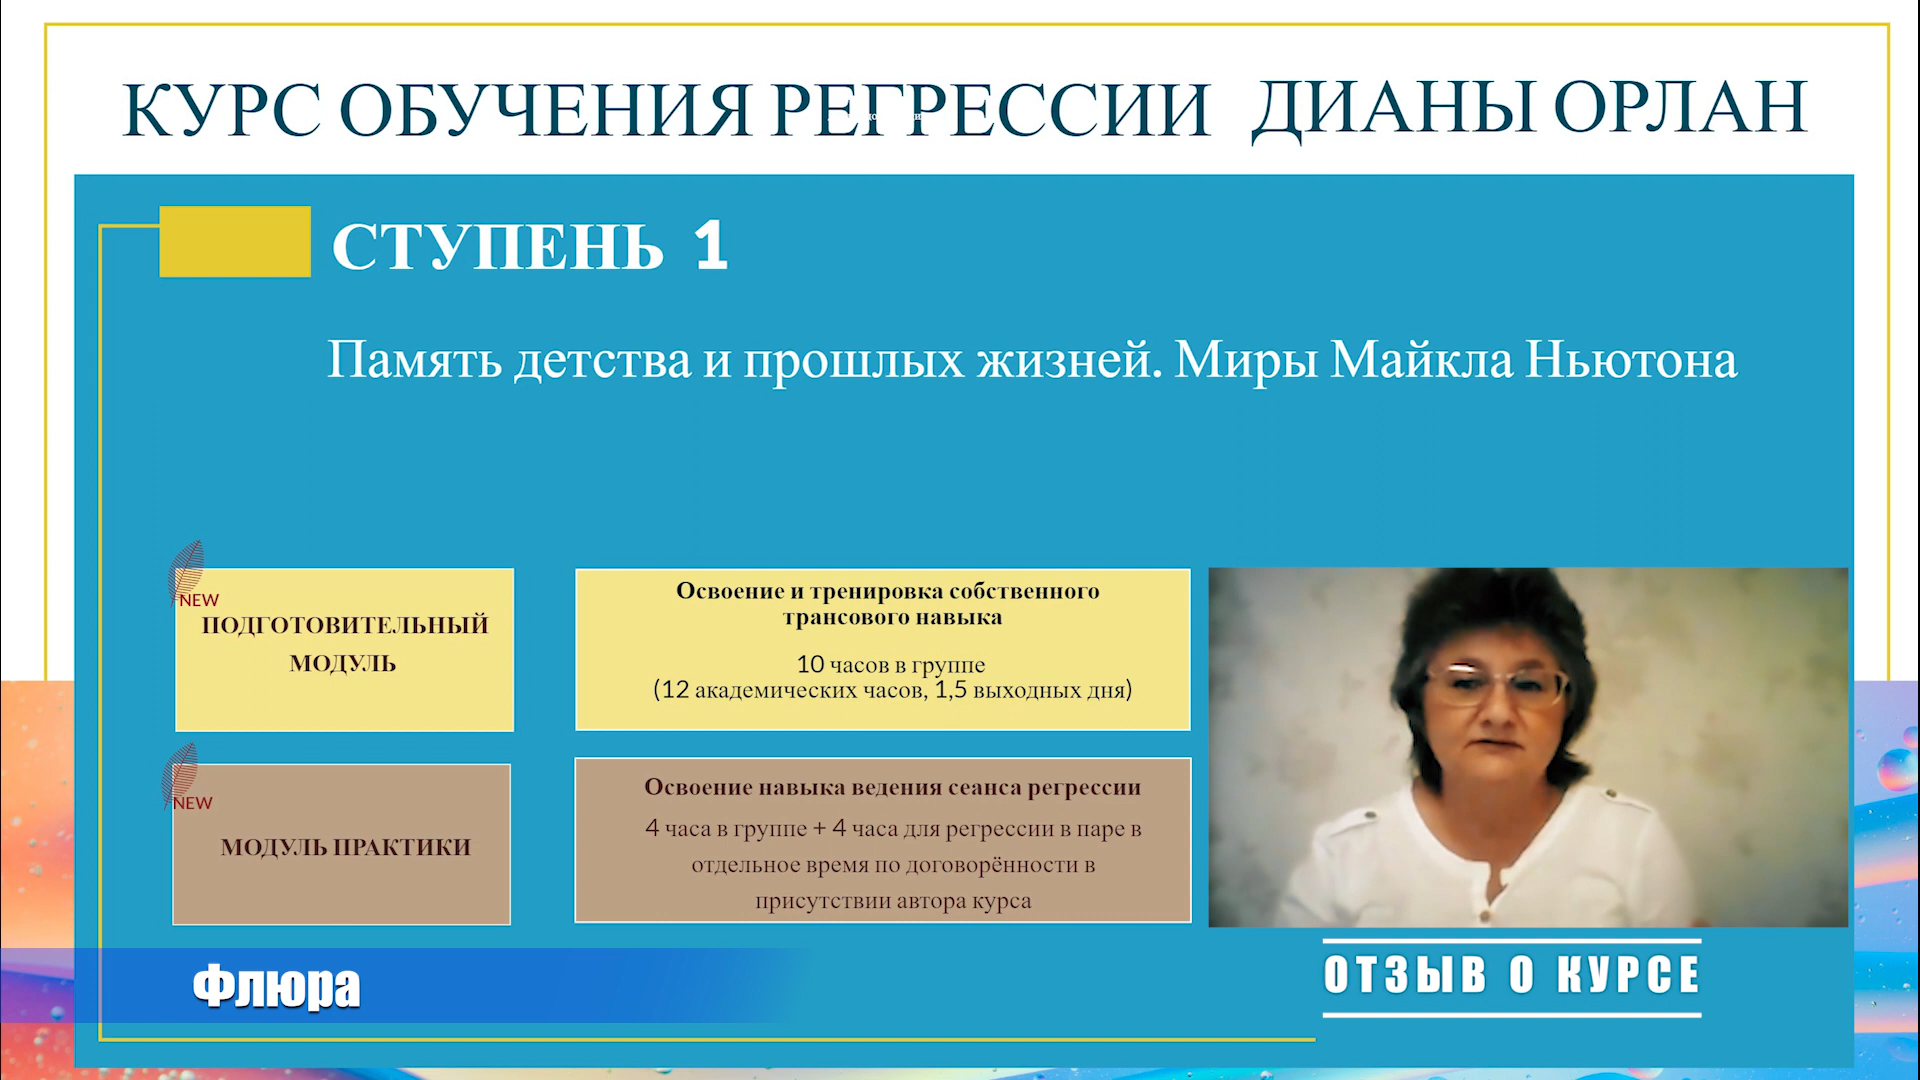 КУРС ОБУЧЕНИЯ РЕГРЕССИИ ДИАНЫ ОРЛАН
СТУПЕНЬ 1
Память детства и прошлых жизней. Миры Майкла Ньютона
NEW
ПОДГОТОВИТЕЛЬНЫЙ
МОДУЛЬ
Освоение и тренировка собственного
трансового навыка
10 часов в группе
(12 академических часов, 1,5 выходных дня)
NEW
МОДУЛЬ ПРАКТИКИ
Освоение навыка ведения сеанса регрессии
4 часа в группе + 4 часа для регрессии в паре в
отдельное время по договорённости в
присутствии автора курса
Флюра
ОТЗЫВ О КУРСЕ